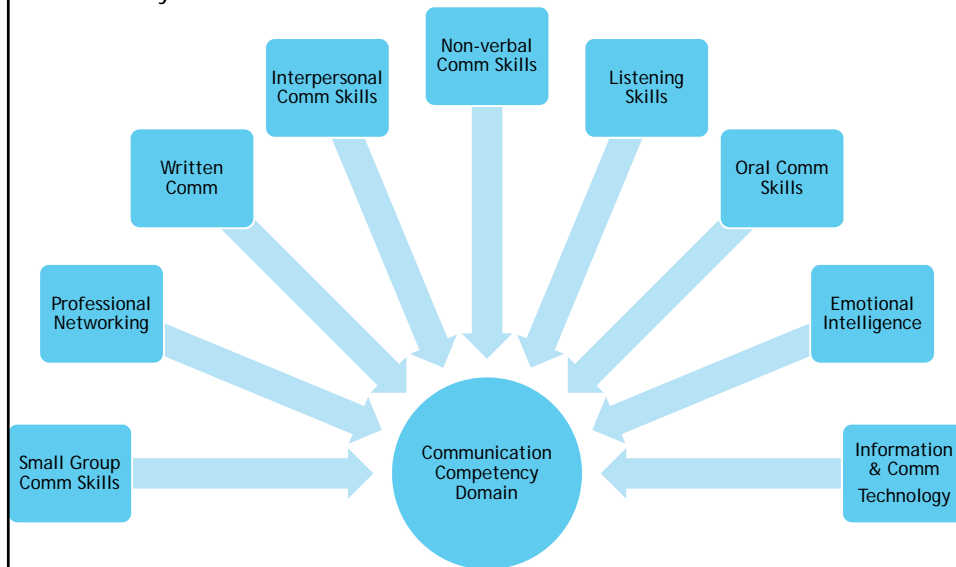 Non-verbal
Comm Skills
Interpersonal
Comm Skills
Listening
Skills
Written
Comm
Oral Comm
Skills
Professional
Networking
Emotional
Intelligence
Small Group
Comm Skills
Communication
Competency
Domain
Information
& Comm
Technology